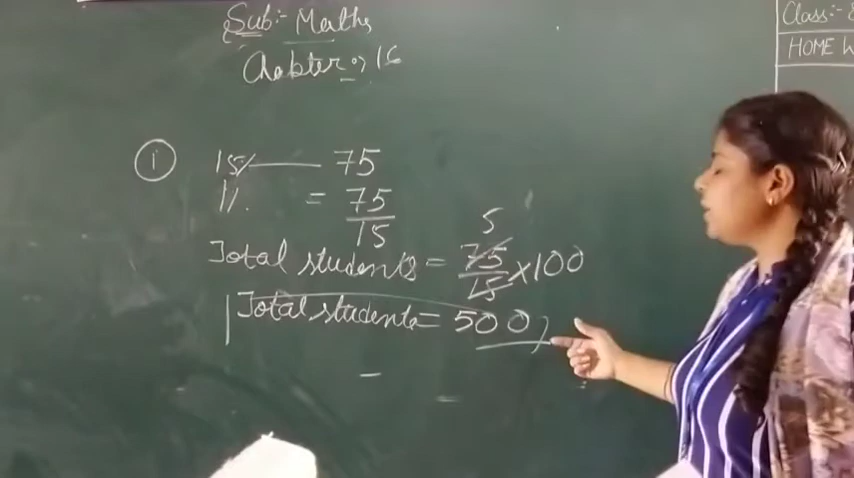 Sub:- Maths
Chapter :> 16
Class:-
HOME W
① 15% — 75
1% = 75/15
Total students = 75/15 × 100
5
Total students = 500